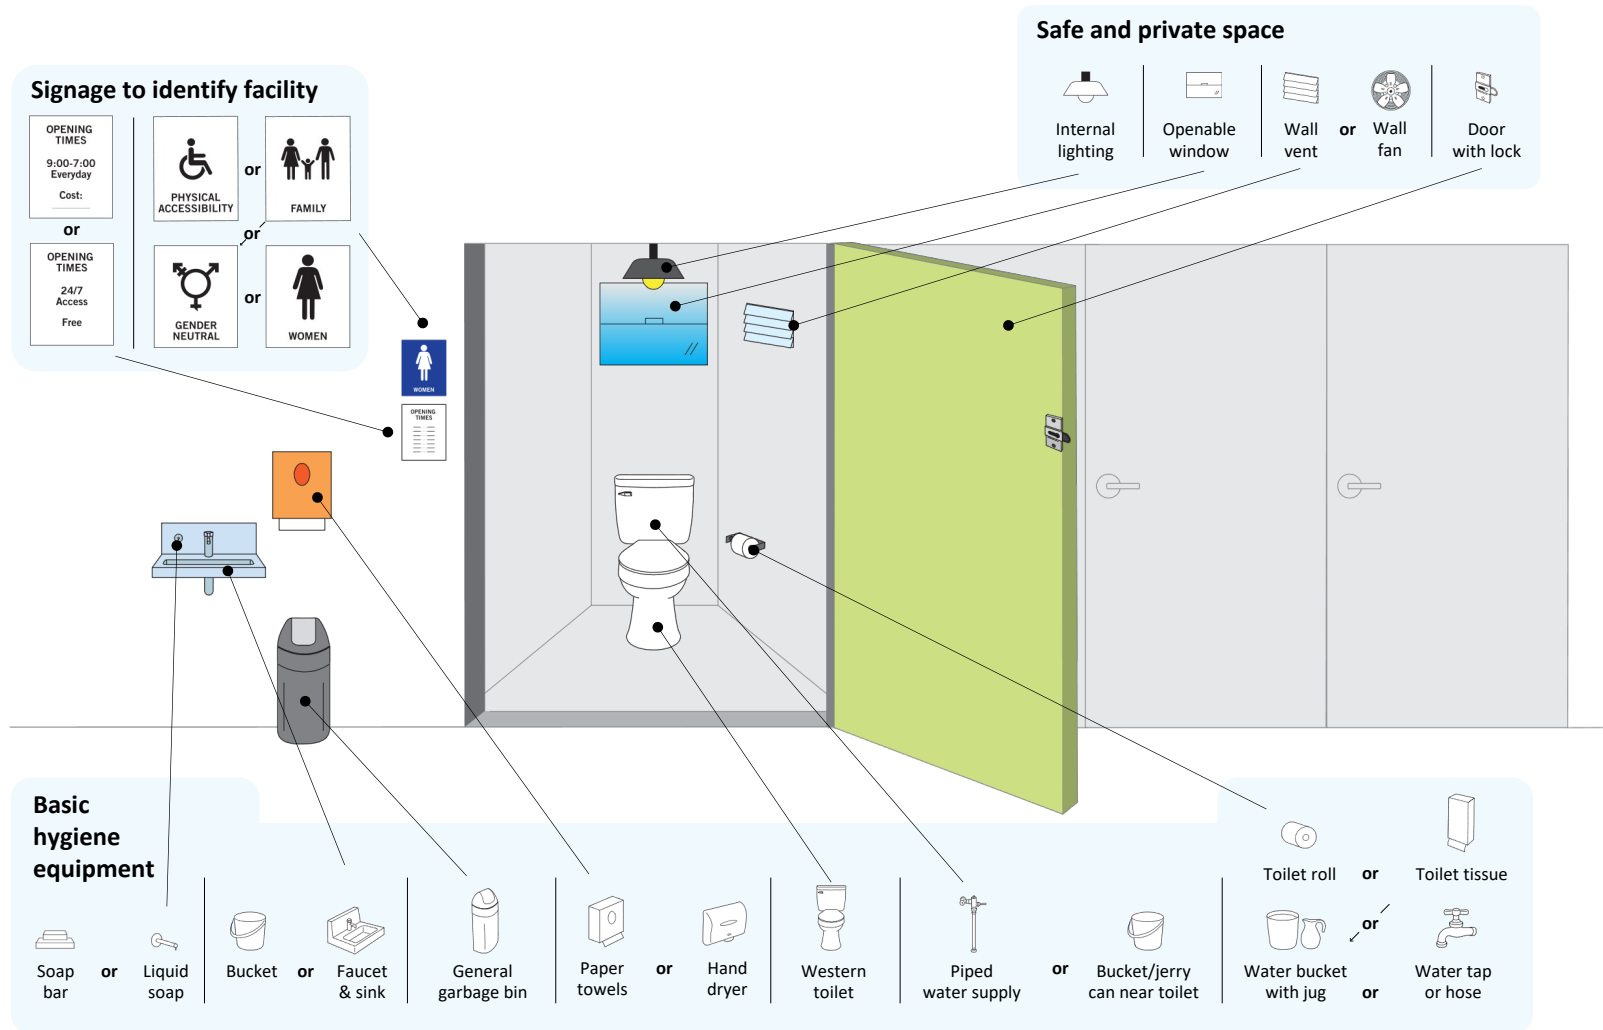 Safe and private space
Internal
lighting
Openable
window
Wall
vent
or
Wall
fan
Door
with lock
Signage to identify facility
OPENING
TIMES
9:00-7:00
Everyday
Cost:
or
OPENING
TIMES
24/7
Access
Free
PHYSICAL
ACCESSIBILITY
or
FAMILY
or
GENDER
NEUTRAL
or
WOMEN
WOMEN
OPENING
TIMES
Basic
hygiene
equipment
Soap
bar
or
Liquid
soap
Bucket
or
Faucet
& sink
General
garbage bin
Paper
towels
or
Hand
dryer
Western
toilet
Piped
water supply
or
Bucket/jerry
can near toilet
Toilet roll
or
Toilet tissue
or
Water bucket
with jug
or
Water tap
or hose